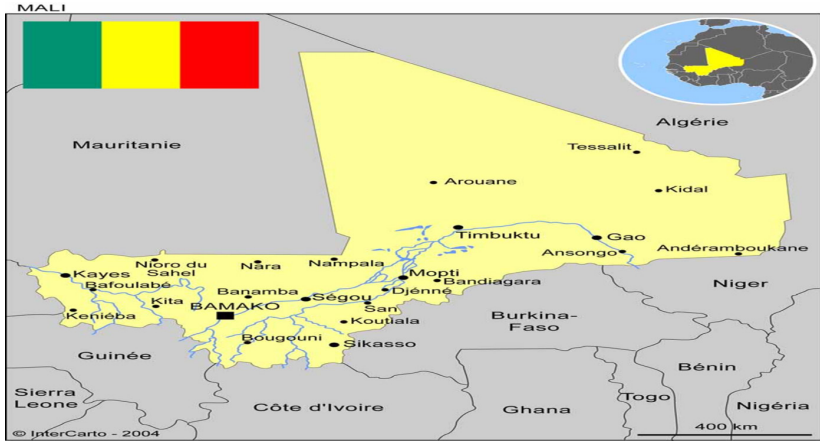 MALI
Algérie
Mauritanie
Tessalit
Arouane
Kidal
Timbuktu
Gao
Ansongo
Andéramboukane
Nioro du
Sahel
Nara
Nampala
Kayes
Mopti
Bandiagara
Niger
Bafoulabé
Banamba
Djénné
Kita
BAMAKO
Ségou
San
Keniéba
Koutiala
Burkina-
Faso
Bougouni
Sikasso
Guinée
Bénin
Sierra
Leone
Côte d'Ivoire
Ghana
Togo
Nigéria
400 km
© InterCarto - 2004